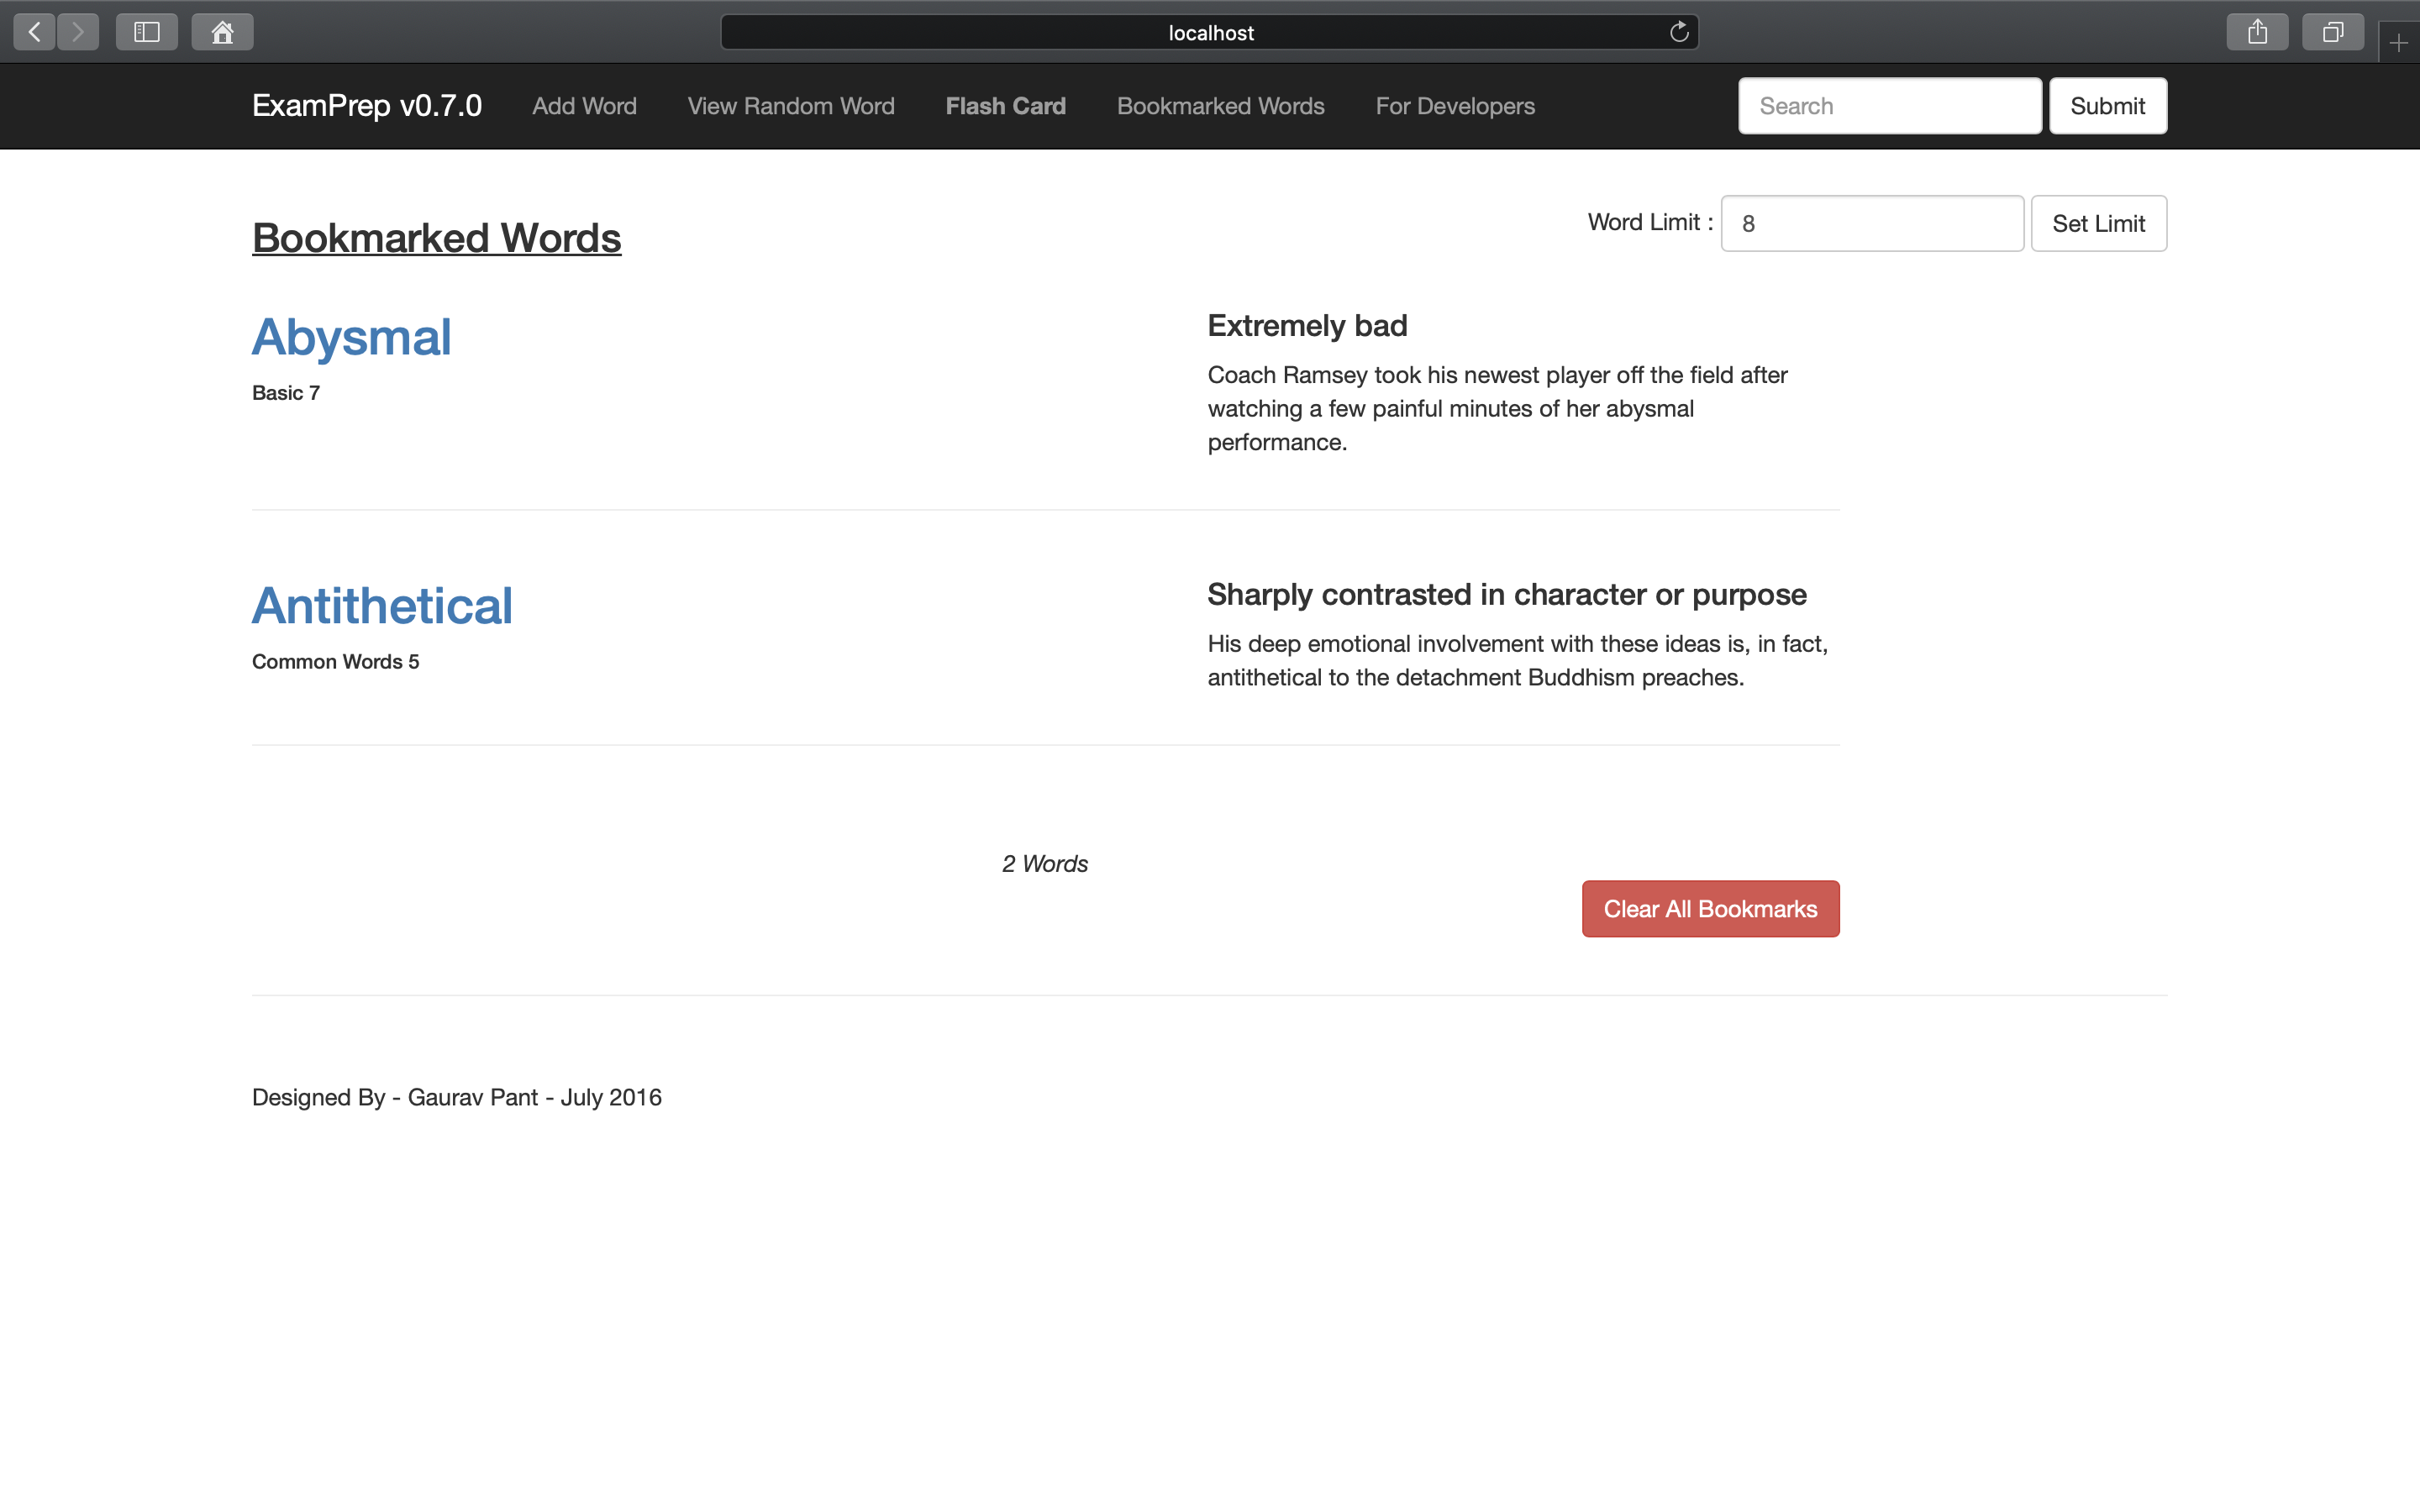 localhost
ExamPrep v0.7.0 Add Word View Random Word Flash Card Bookmarked Words For Developers Search Submit
Bookmarked Words
Word Limit : 8 Set Limit
Abysmal
Basic 7
Extremely bad
Coach Ramsey took his newest player off the field after
watching a few painful minutes of her abysmal
performance.
Antithetical
Common Words 5
Sharply contrasted in character or purpose
His deep emotional involvement with these ideas is, in fact,
antithetical to the detachment Buddhism preaches.
2 Words
Clear All Bookmarks
Designed By - Gaurav Pant - July 2016